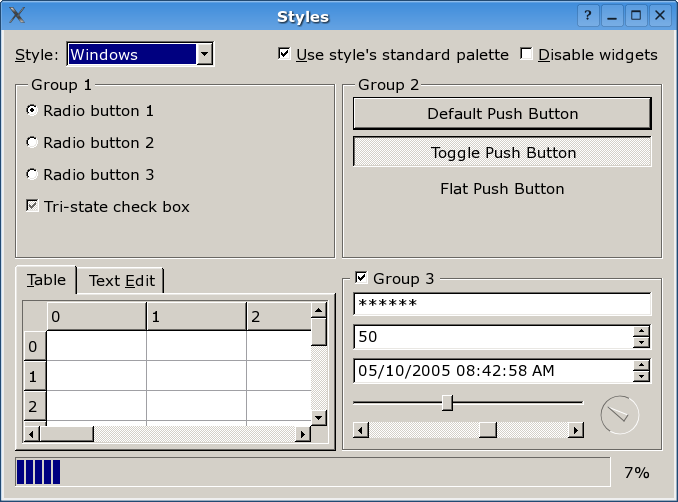 Styles
Style: Windows
Use style's standard palette
Disable widgets
Group 1
Radio button 1
Radio button 2
Radio button 3
Tri-state check box
Group 2
Default Push Button
Toggle Push Button
Flat Push Button
Table
Text Edit
0 1 2
0
1
2
Group 3
******
50
05/10/2005 08:42:58 AM
7%